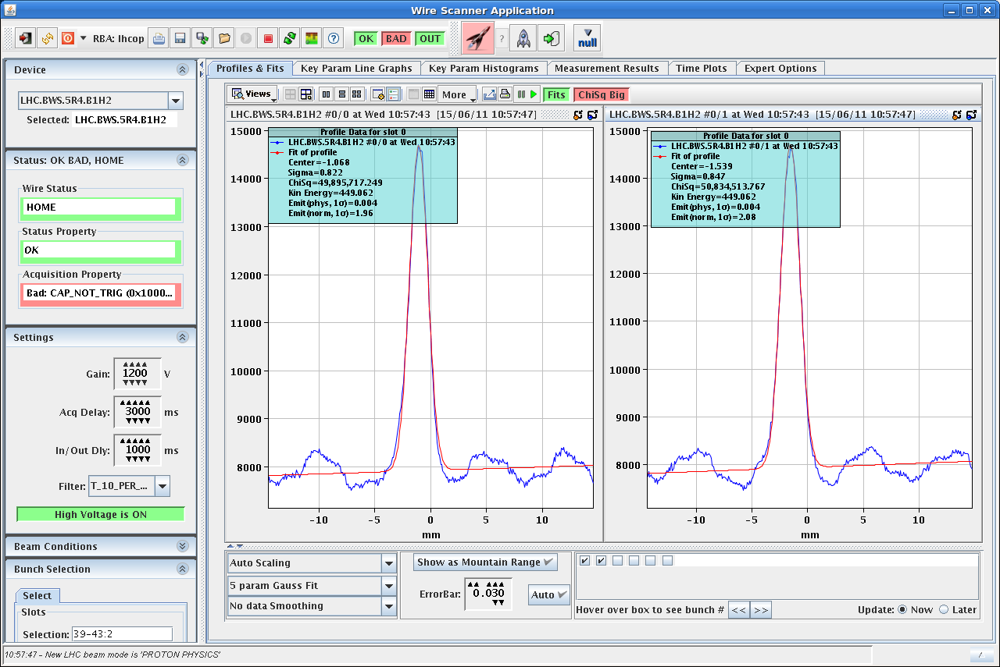 Wire Scanner Application
RBA: lhcop
OK BAD OUT
?
null
Device
LHC.BWS.5R4.B1H2
Selected: LHC.BWS.5R4.B1H2
Status: OK BAD, HOME
Wire Status
HOME
Status Property
OK
Acquisition Property
Bad: CAP_NOT_TRIG (0x1000...
Settings
Gain: 1200 V
Acq Delay: 3000 ms
In/Out Dly: 1000 ms
Filter: T_10_PER_...
High Voltage is ON
Beam Conditions
Bunch Selection
Select
Slots
Selection: 39-43:2
Profiles & Fits Key Param Line Graphs Key Param Histograms Measurement Results Time Plots Expert Options
Views More Fits ChiSq Big
LHC.BWS.5R4.B1H2 #0/0 at Wed 10:57:43 [15/06/11 10:57:47]
Profile Data for slot 0
LHC.BWS.5R4.B1H2 #0/0 at Wed 10:57:43
Fit of profile
Center=-1.068
Sigma=0.822
ChiSq=49,895,717.249
Kin Energy=449.062
Emit(phys, 1σ)=0.004
Emit(norm, 1σ)=1.96
15000
14000
13000
12000
11000
10000
9000
8000
-10 -5 0 5 10
mm
LHC.BWS.5R4.B1H2 #0/1 at Wed 10:57:43 [15/06/11 10:57:47]
Profile Data for slot 0
LHC.BWS.5R4.B1H2 #0/1 at Wed 10:57:43
Fit of profile
Center=-1.539
Sigma=0.847
ChiSq=50,834,513.767
Kin Energy=449.062
Emit(phys, 1σ)=0.004
Emit(norm, 1σ)=2.08
15000
14000
13000
12000
11000
10000
9000
8000
-10 -5 0 5 10
mm
Auto Scaling
5 param Gauss Fit
No data Smoothing
Show as Mountain Range
ErrorBar: 0.030 Auto
Hover over box to see bunch # << >> Update: Now Later
10:57:47 - New LHC beam mode is 'PROTON PHYSICS'